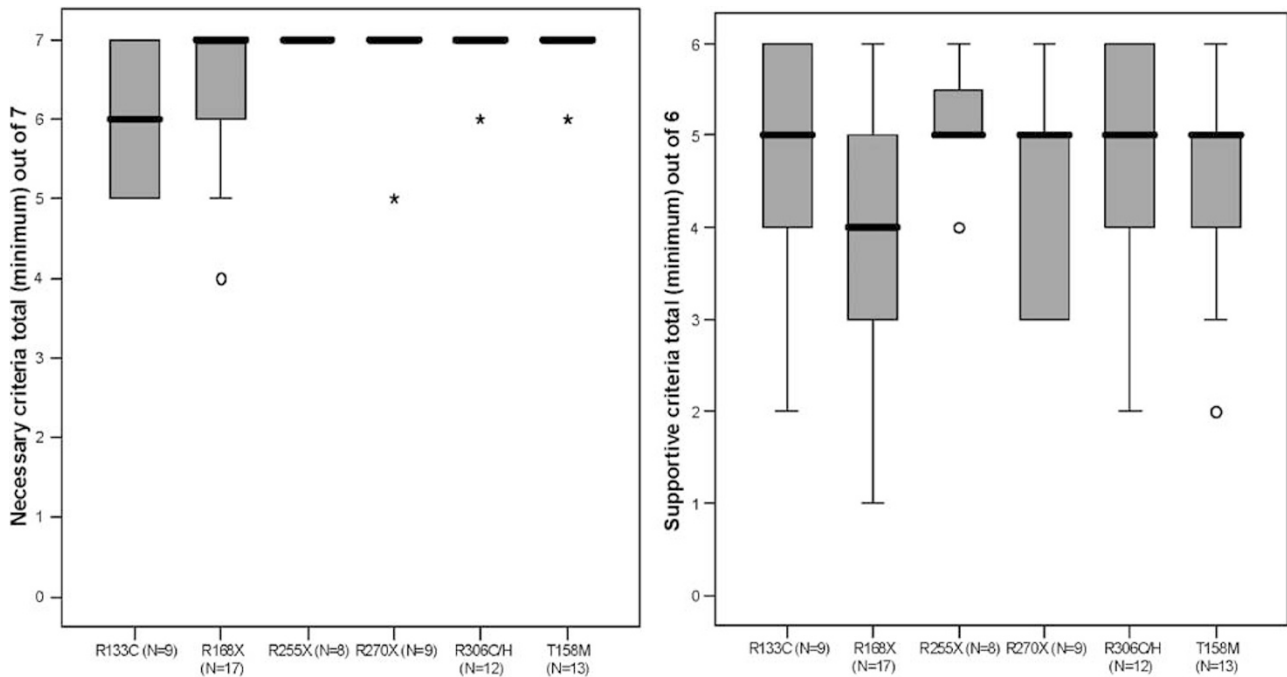 Necessary criteria total (minimum) out of 7
7
6
5
4
3
2
1
0
R133C (N=9)
R168X
(N=17)
R255X (N=8)
R270X (N=9)
R306C/H
(N=12)
T158M
(N=13)
Supportive criteria total (minimum) out of 6
6
5
4
3
2
1
0
R133C (N=9)
R168X
(N=17)
R255X (N=8)
R270X (N=9)
R306C/H
(N=12)
T158M
(N=13)